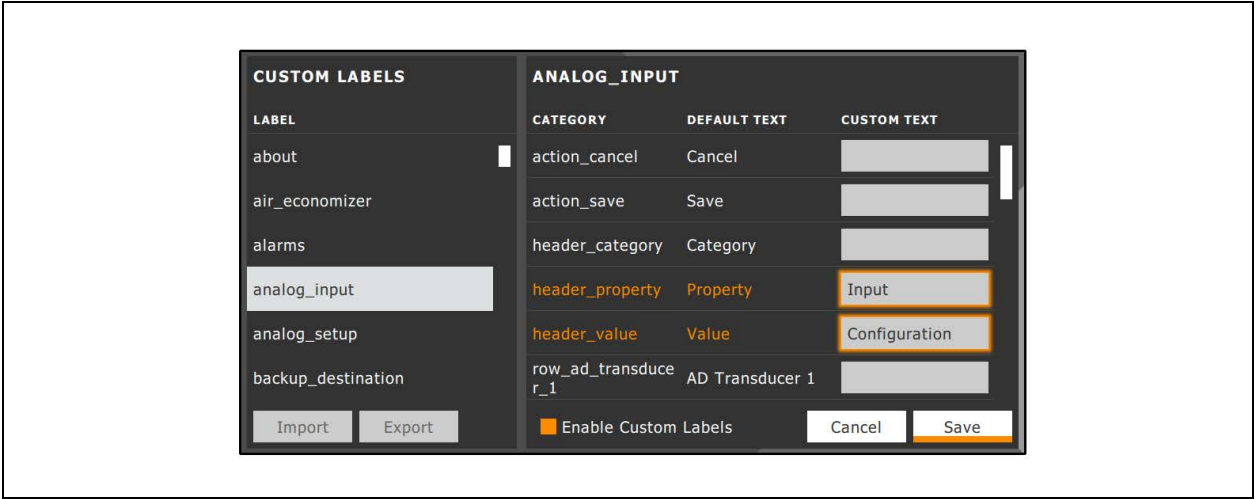 CUSTOM LABELS
LABEL
about
air_economizer
alarms
analog_input
analog_setup
backup_destination
Import Export
ANALOG_INPUT
CATEGORY DEFAULT TEXT CUSTOM TEXT
action_cancel Cancel
action_save Save
header_category Category
header_property Property Input
header_value Value Configuration
row_ad_transduce AD Transducer 1
r_1
Enable Custom Labels Cancel Save